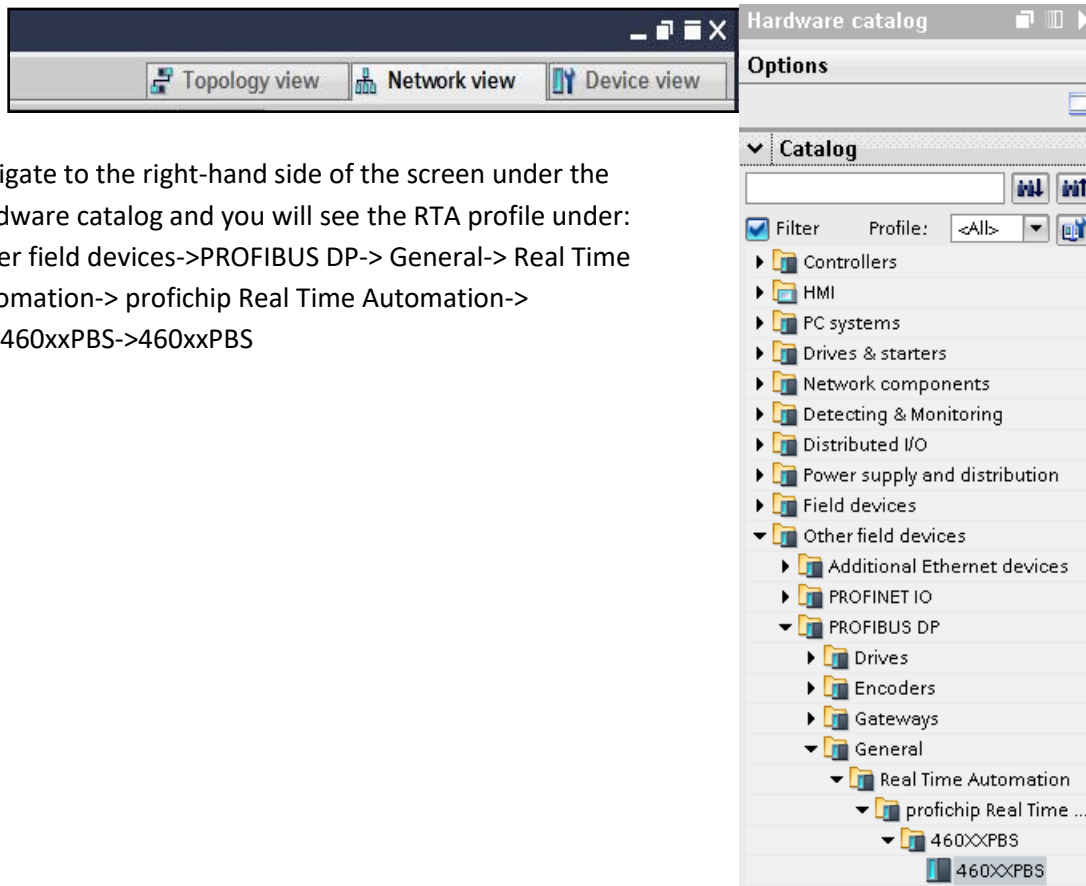 Topology view Network view Device view
igate to the right-hand side of the screen under the
dware catalog and you will see the RTA profile under:
er field devices->PROFIBUS DP-> General-> Real Time
omation-> profichip Real Time Automation->
460xxPBS->460xxPBS
Hardware catalog
Options
Catalog
Filter Profile: <All>
Controllers
HMI
PC systems
Drives & starters
Network components
Detecting & Monitoring
Distributed I/O
Power supply and distribution
Field devices
Other field devices
Additional Ethernet devices
PROFINET IO
PROFIBUS DP
Drives
Encoders
Gateways
General
Real Time Automation
profichip Real Time ...
460XXPBS
460XXPBS